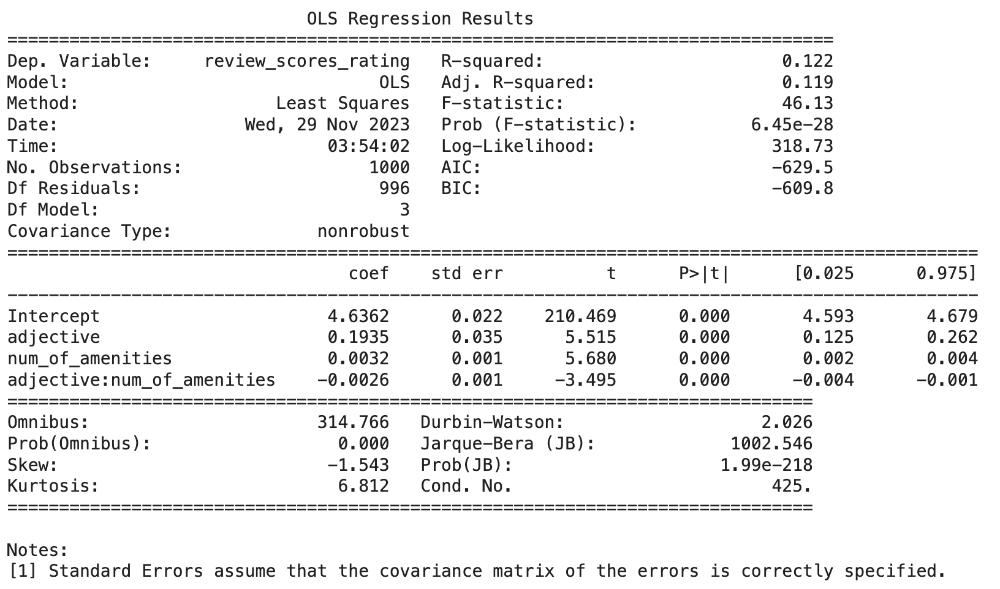 OLS Regression Results
==============================================================================
Dep. Variable:     review_scores_rating   R-squared:                       0.122
Model:                              OLS   Adj. R-squared:                  0.119
Method:                   Least Squares   F-statistic:                     46.13
Date:                  Wed, 29 Nov 2023   Prob (F-statistic):           6.45e-28
Time:                          03:54:02   Log-Likelihood:                 318.73
No. Observations:                  1000   AIC:                            -629.5
Df Residuals:                       996   BIC:                            -609.8
Df Model:                             3
Covariance Type:              nonrobust
==============================================================================================
                                 coef    std err          t      P>|t|      [0.025      0.975]
----------------------------------------------------------------------------------------------
Intercept                      4.6362      0.022    210.469      0.000       4.593       4.679
adjective                      0.1935      0.035      5.515      0.000       0.125       0.262
num_of_amenities               0.0032      0.001      5.680      0.000       0.002       0.004
adjective:num_of_amenities    -0.0026      0.001     -3.495      0.000      -0.004      -0.001
==============================================================================
Omnibus:                      314.766   Durbin-Watson:                   2.026
Prob(Omnibus):                  0.000   Jarque-Bera (JB):             1002.546
Skew:                          -1.543   Prob(JB):                    1.99e-218
Kurtosis:                       6.812   Cond. No.                         425.
==============================================================================
Notes:
[1] Standard Errors assume that the covariance matrix of the errors is correctly specified.